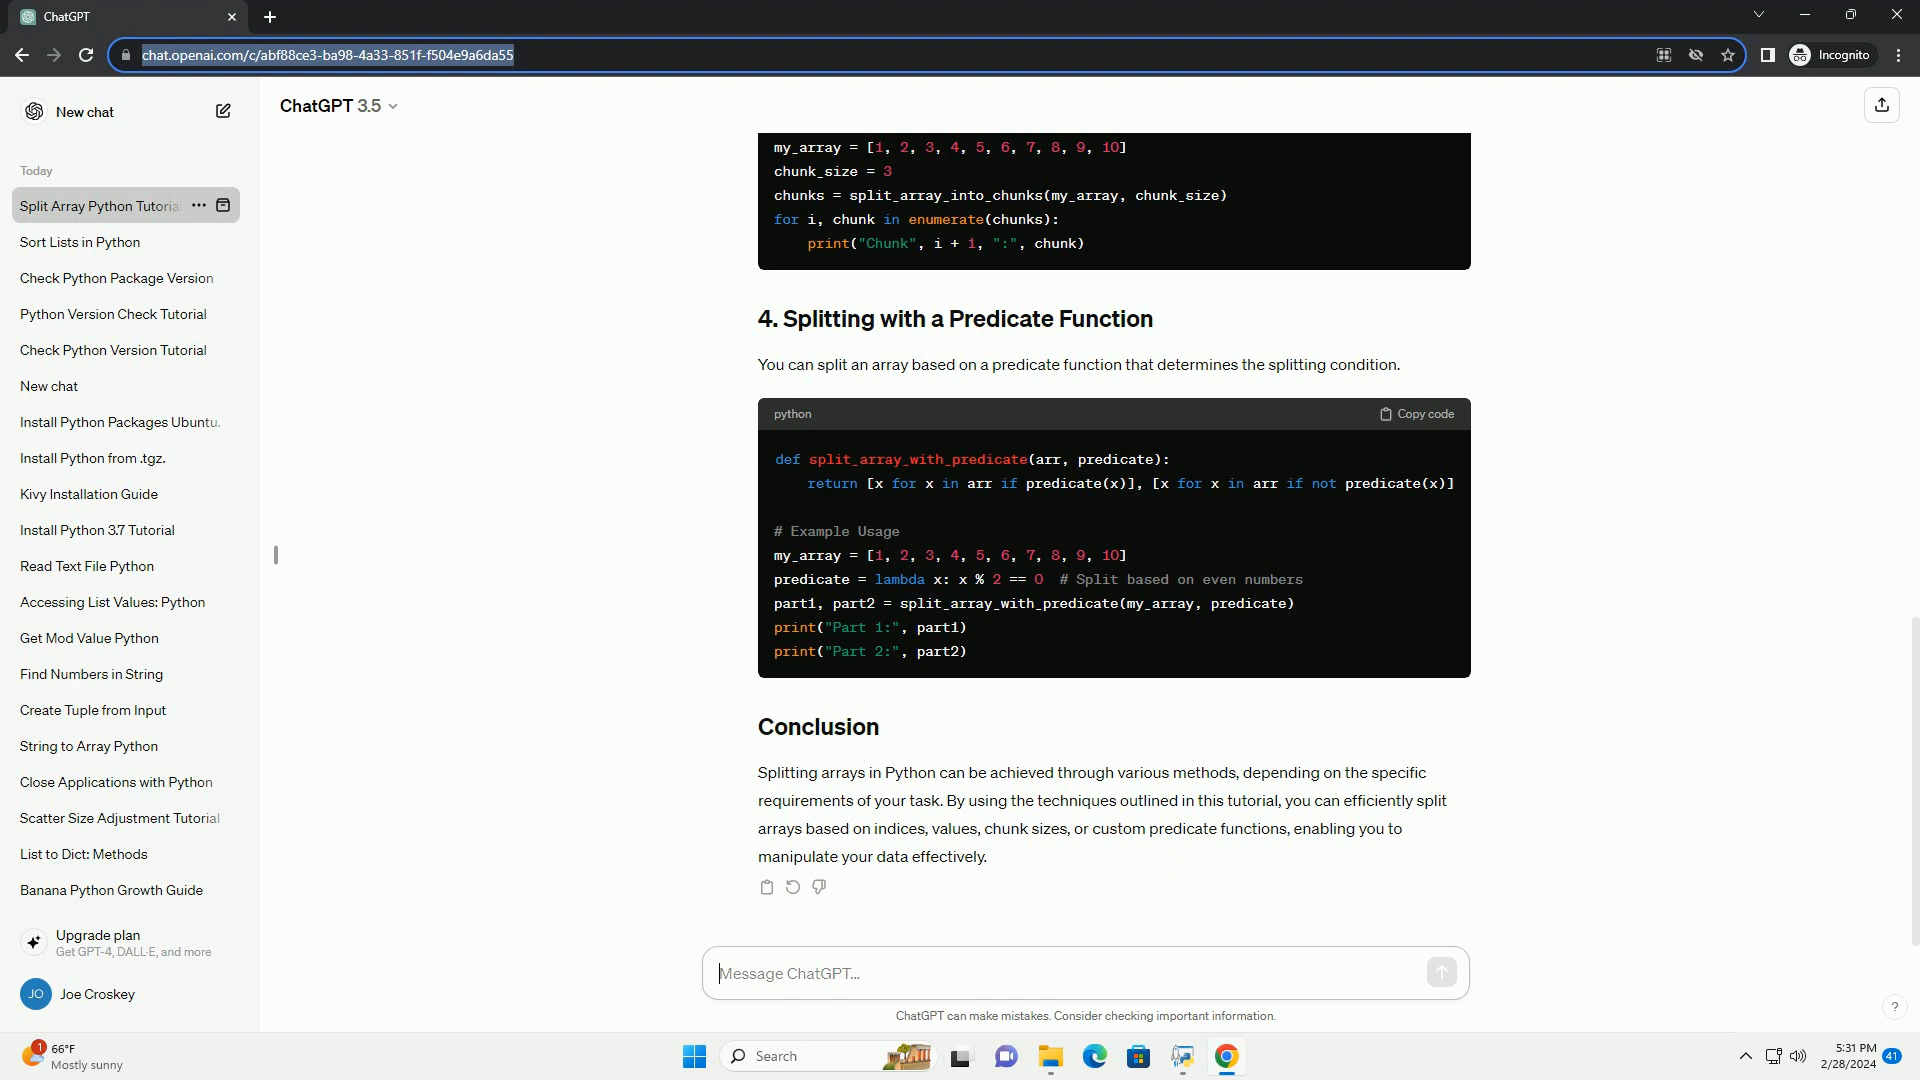 ChatGPT
chat.openai.com/c/abf88ce3-ba98-4a33-851f-f504e9a6da55
Incognito
New chat
Today
Split Array Python Tutoria
Sort Lists in Python
Check Python Package Version
Python Version Check Tutorial
Check Python Version Tutorial
New chat
Install Python Packages Ubuntu.
Install Python from .tgz.
Kivy Installation Guide
Install Python 3.7 Tutorial
Read Text File Python
Accessing List Values: Python
Get Mod Value Python
Find Numbers in String
Create Tuple from Input
String to Array Python
Close Applications with Python
Scatter Size Adjustment Tutorial
List to Dict: Methods
Banana Python Growth Guide
Upgrade plan
Get GPT-4, DALL·E, and more
JO Joe Croskey
ChatGPT 3.5
my_array = [1, 2, 3, 4, 5, 6, 7, 8, 9, 10]
chunk_size = 3
chunks = split_array_into_chunks(my_array, chunk_size)
for i, chunk in enumerate(chunks):
    print("Chunk", i + 1, ":", chunk)
4. Splitting with a Predicate Function
You can split an array based on a predicate function that determines the splitting condition.
python
Copy code
def split_array_with_predicate(arr, predicate):
    return [x for x in arr if predicate(x)], [x for x in arr if not predicate(x)]
# Example Usage
my_array = [1, 2, 3, 4, 5, 6, 7, 8, 9, 10]
predicate = lambda x: x % 2 == 0  # Split based on even numbers
part1, part2 = split_array_with_predicate(my_array, predicate)
print("Part 1:", part1)
print("Part 2:", part2)
Conclusion
Splitting arrays in Python can be achieved through various methods, depending on the specific
requirements of your task. By using the techniques outlined in this tutorial, you can efficiently split
arrays based on indices, values, chunk sizes, or custom predicate functions, enabling you to
manipulate your data effectively.
Message ChatGPT...
ChatGPT can make mistakes. Consider checking important information.
?
1
66°F
Mostly sunny
Search
5:31 PM
2/28/2024
41